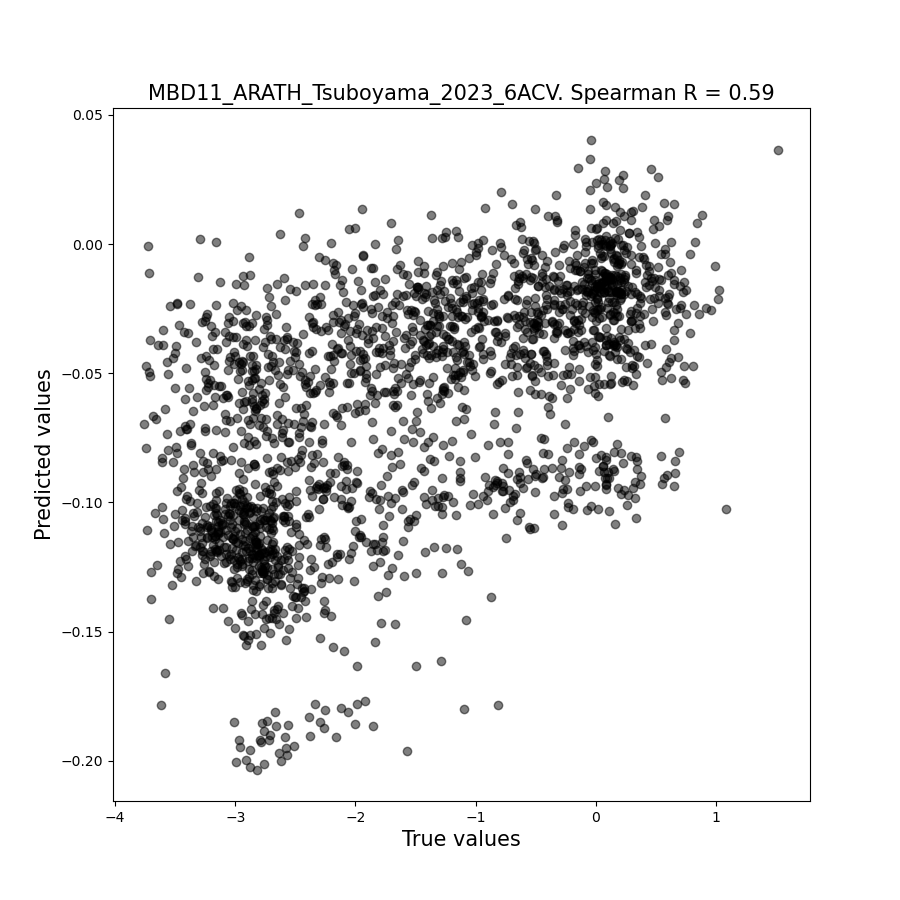 MBD11_ARATH_Tsuboyama_2023_6ACV. Spearman R = 0.59
0.05
0.00
−0.05
−0.10
−0.15
−0.20
Predicted values
−4 −3 −2 −1 0 1
True values